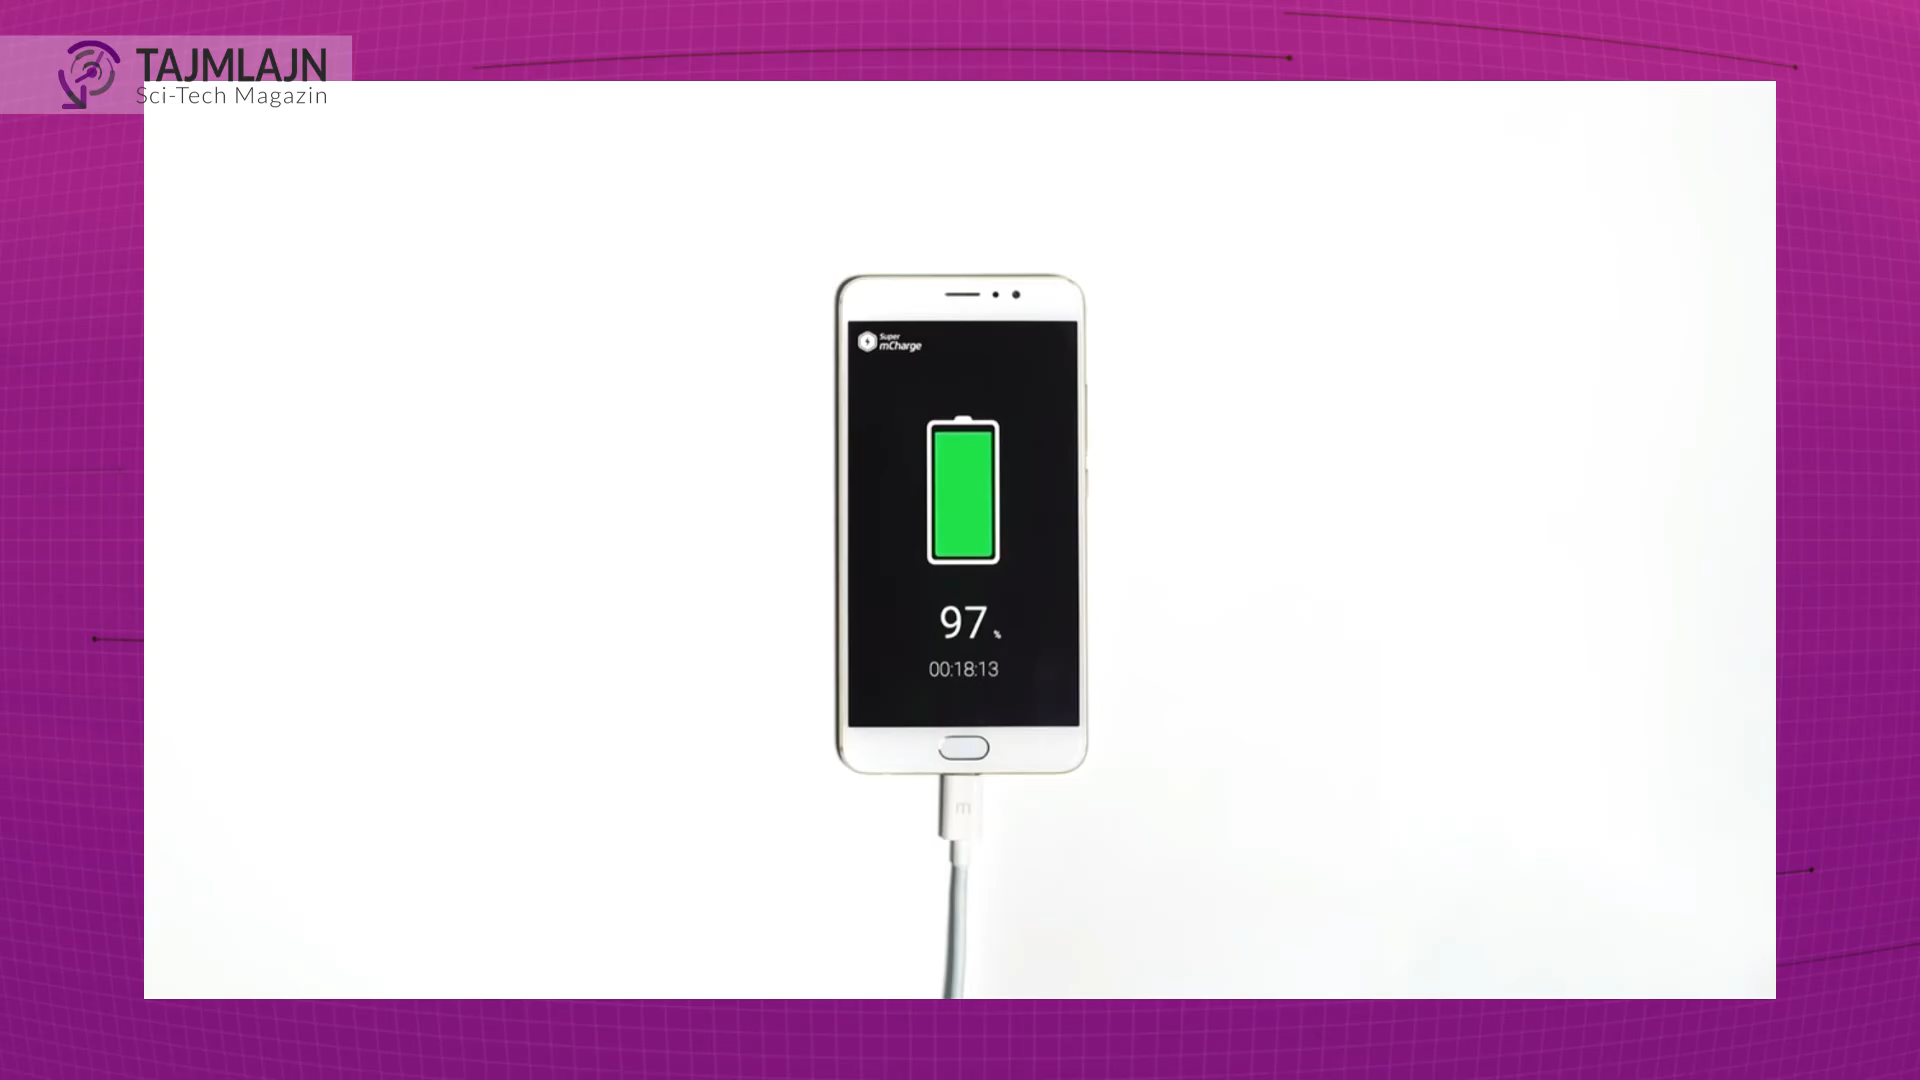 TAJMLAJN
Sci-Tech Magazin
Super
mCharge
97 %
00:18:13
m